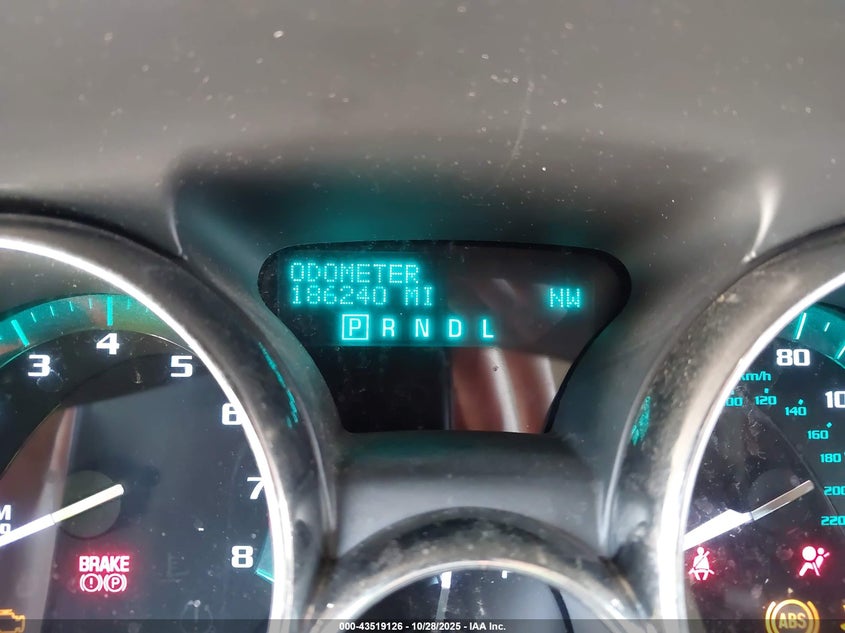 ODOMETER
186240 MI NW
P R N D L
3 4 5 6 7 8
BRAKE
80
km/h
120
140
160
180
200
220
ABS
000-43519126 - 10/28/2025 - IAA Inc.